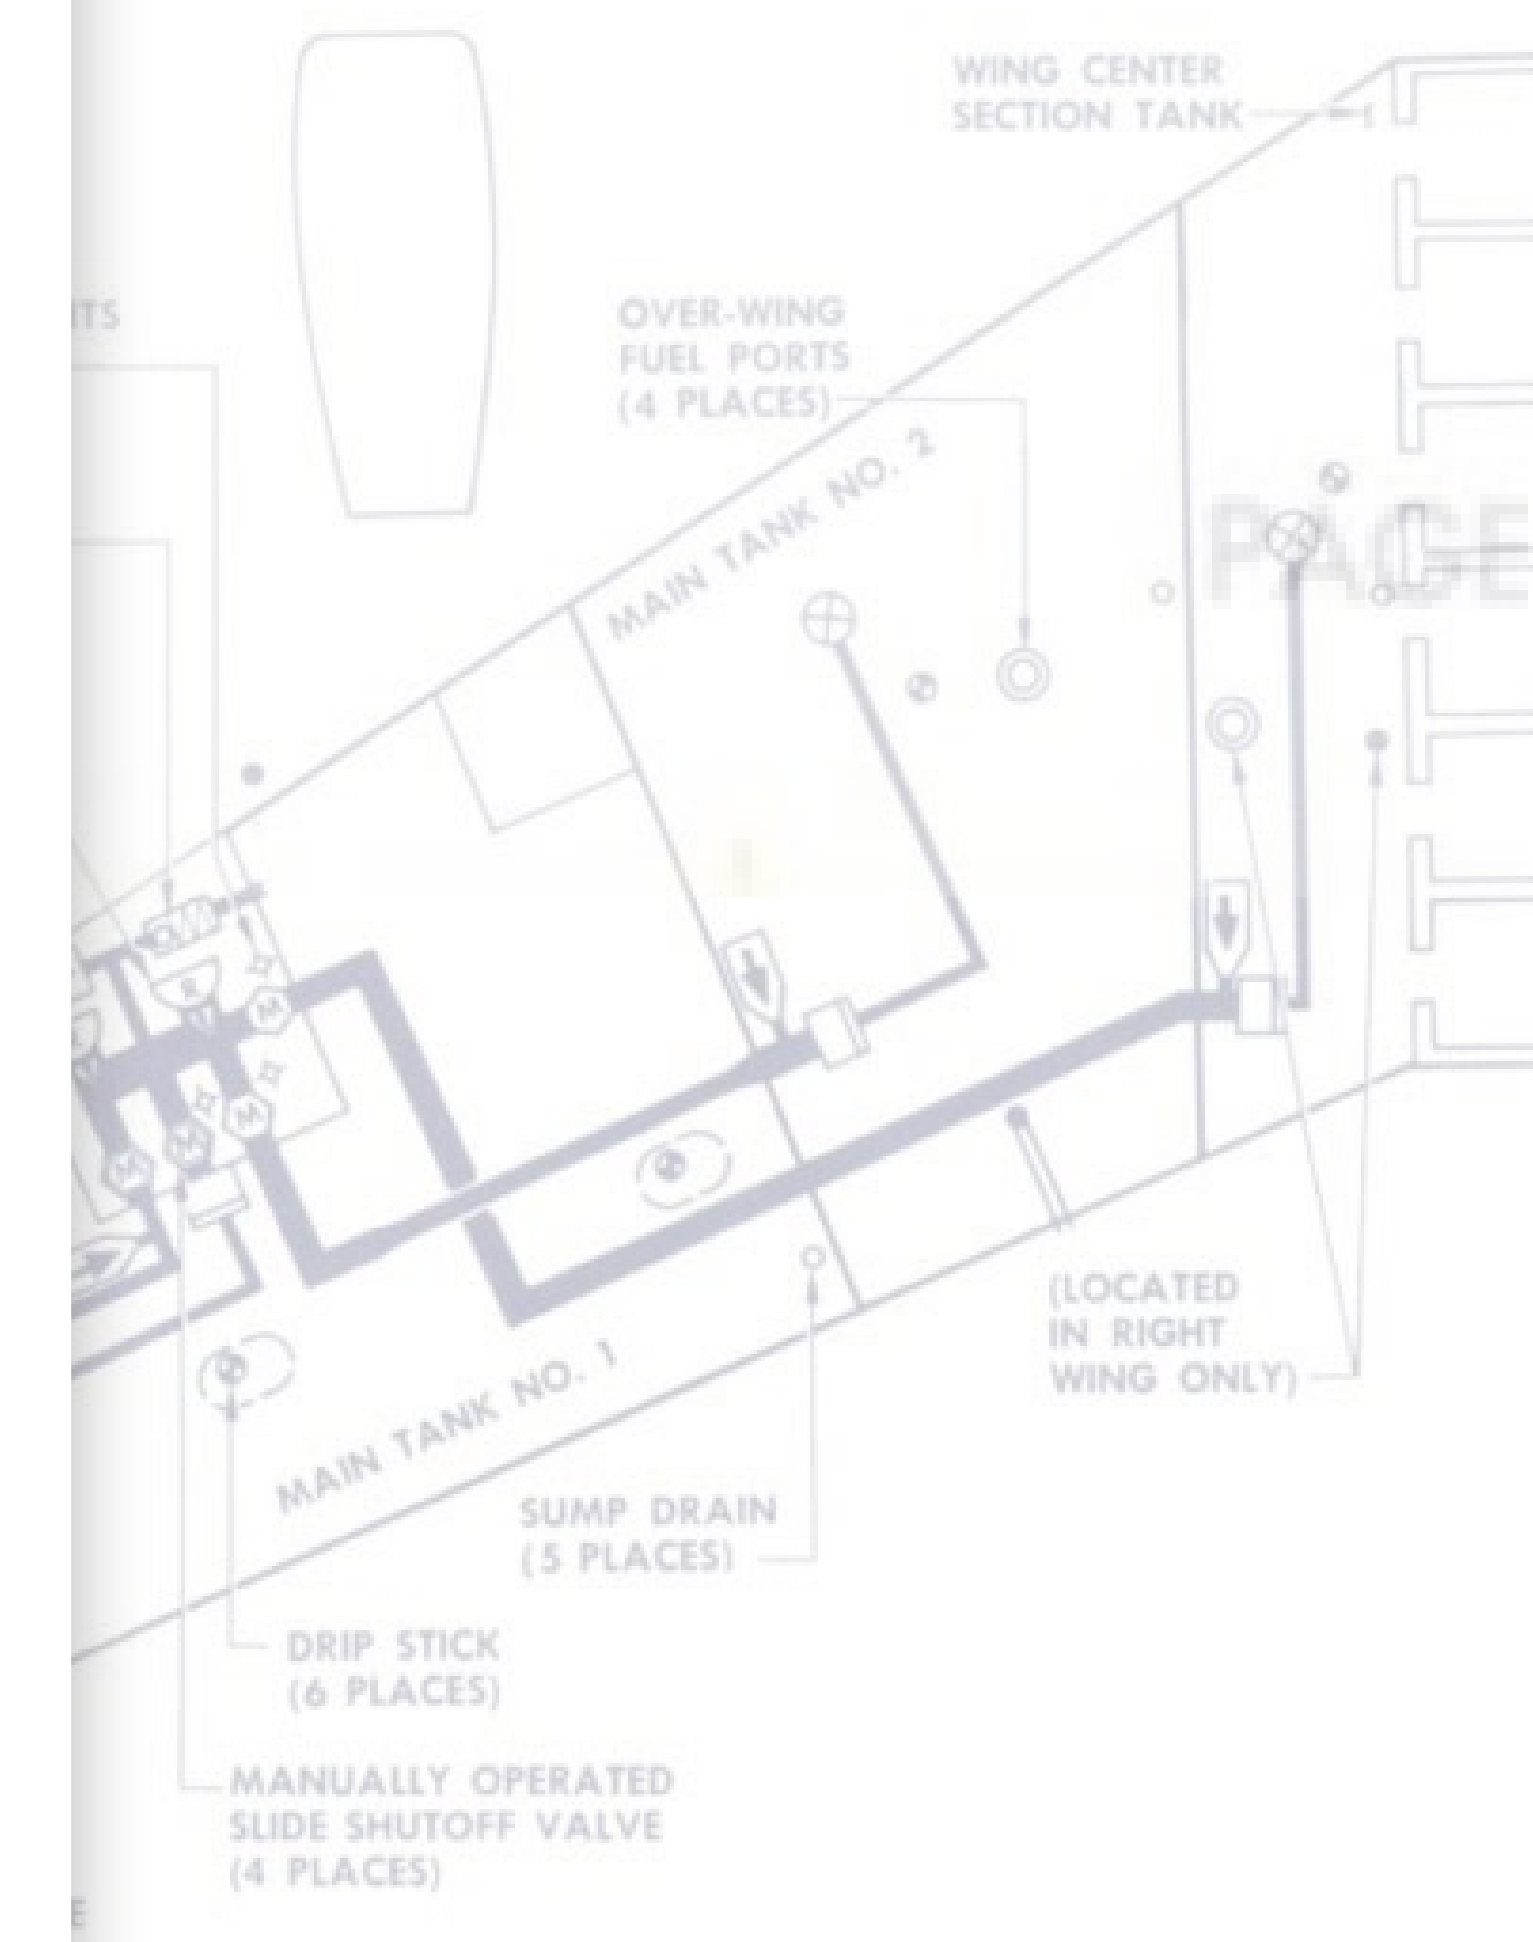 WING CENTER
SECTION TANK
OVER-WING
FUEL PORTS
(4 PLACES)
MAIN TANK NO. 2
PAGE
R
M
M
M
M
(LOCATED
IN RIGHT
WING ONLY)
MAIN TANK NO. 1
SUMP DRAIN
(5 PLACES)
DRIP STICK
(6 PLACES)
MANUALLY OPERATED
SLIDE SHUTOFF VALVE
(4 PLACES)